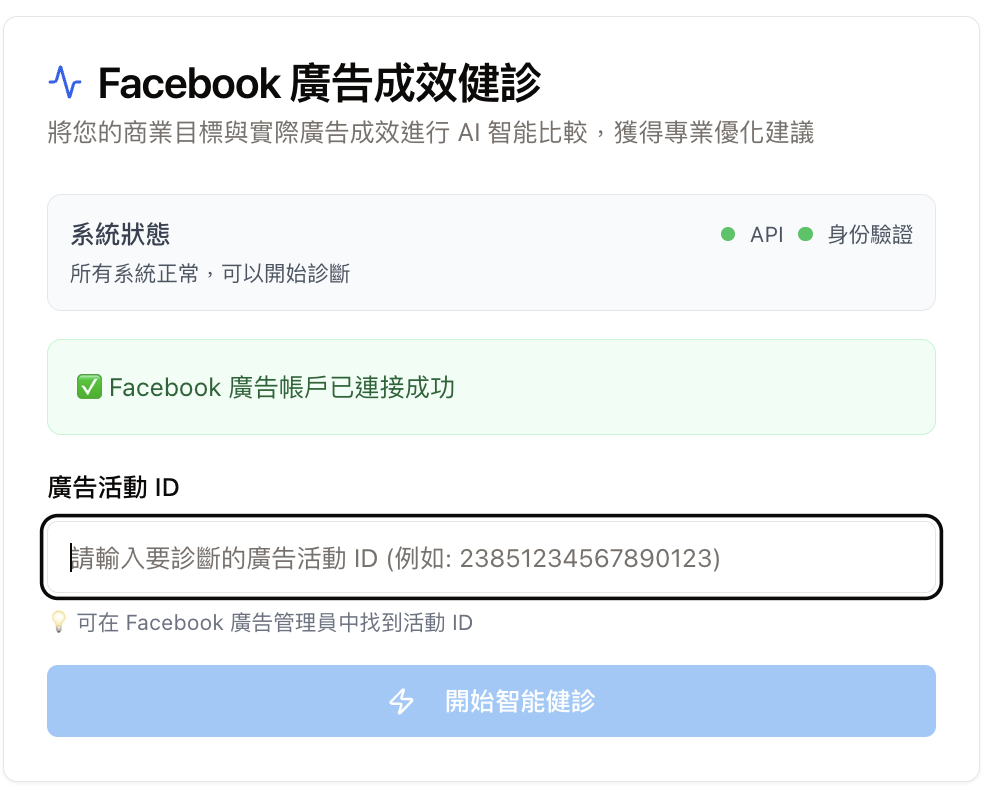 Facebook 廣告成效健診
將您的商業目標與實際廣告成效進行 AI 智能比較，獲得專業優化建議
系統狀態
API 身份驗證
所有系統正常，可以開始診斷
✅ Facebook 廣告帳戶已連接成功
廣告活動 ID
請輸入要診斷的廣告活動 ID (例如: 23851234567890123)
💡 可在 Facebook 廣告管理員中找到活動 ID
開始智能健診